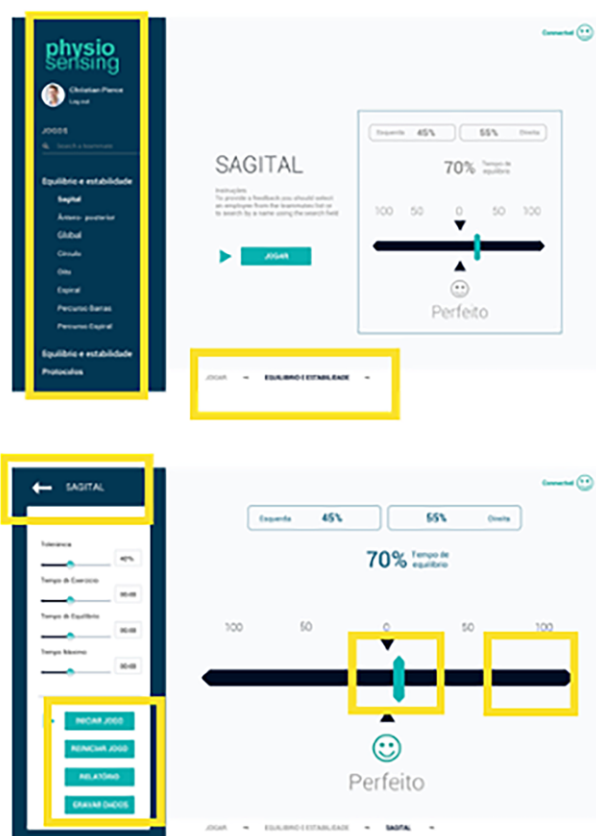 physio
sensing
Connected
Christian Pierce
Log out
JOGOS
Search a teammate
Equilíbrio e estabilidade
Sagital
Ântero- posterior
Global
Círculo
Oito
Espiral
Percurso Barras
Percurso Espiral
Equilíbrio e estabilidade
Protocolos
SAGITAL
Instruções
To provide a feedback you should select
an employee from the teammates list or
to search by a name using the search field
JOGAR
Esquerda 45% 55% Direita
70% Tempo de
equilíbrio
100 50 0 50 100
Perfeito
JOGAR EQUILIBRIO E ESTABILIDADE
SAGITAL
Connected
Tolerância
40%
Tempo de Exercício
00:00
Tempo de Equilíbrio
00:00
Tempo Máximo
00:00
INICIAR JOGO
REINICIAR JOGO
RELATÓRIO
GRAVAR DADOS
Esquerda 45% 55% Direita
70% Tempo de
equilíbrio
100 50 0 50 100
Perfeito
JOGAR EQUILIBRIO E ESTABILIDADE SAGITAL